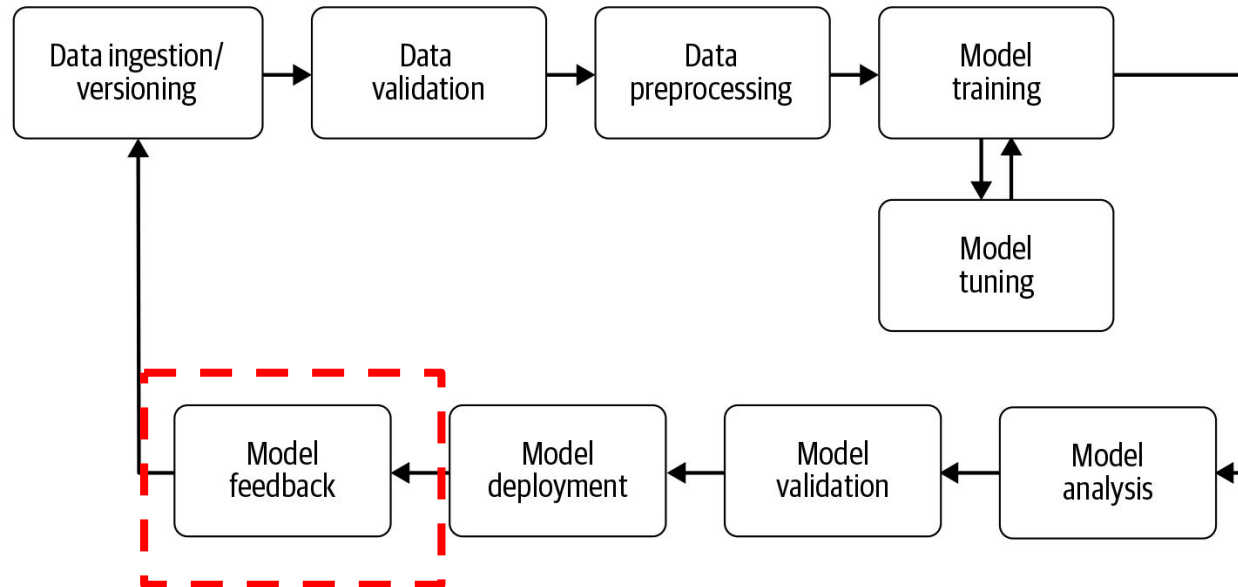 Data ingestion/
versioning
Data
validation
Data
preprocessing
Model
training
Model
tuning
Model
feedback
Model
deployment
Model
validation
Model
analysis